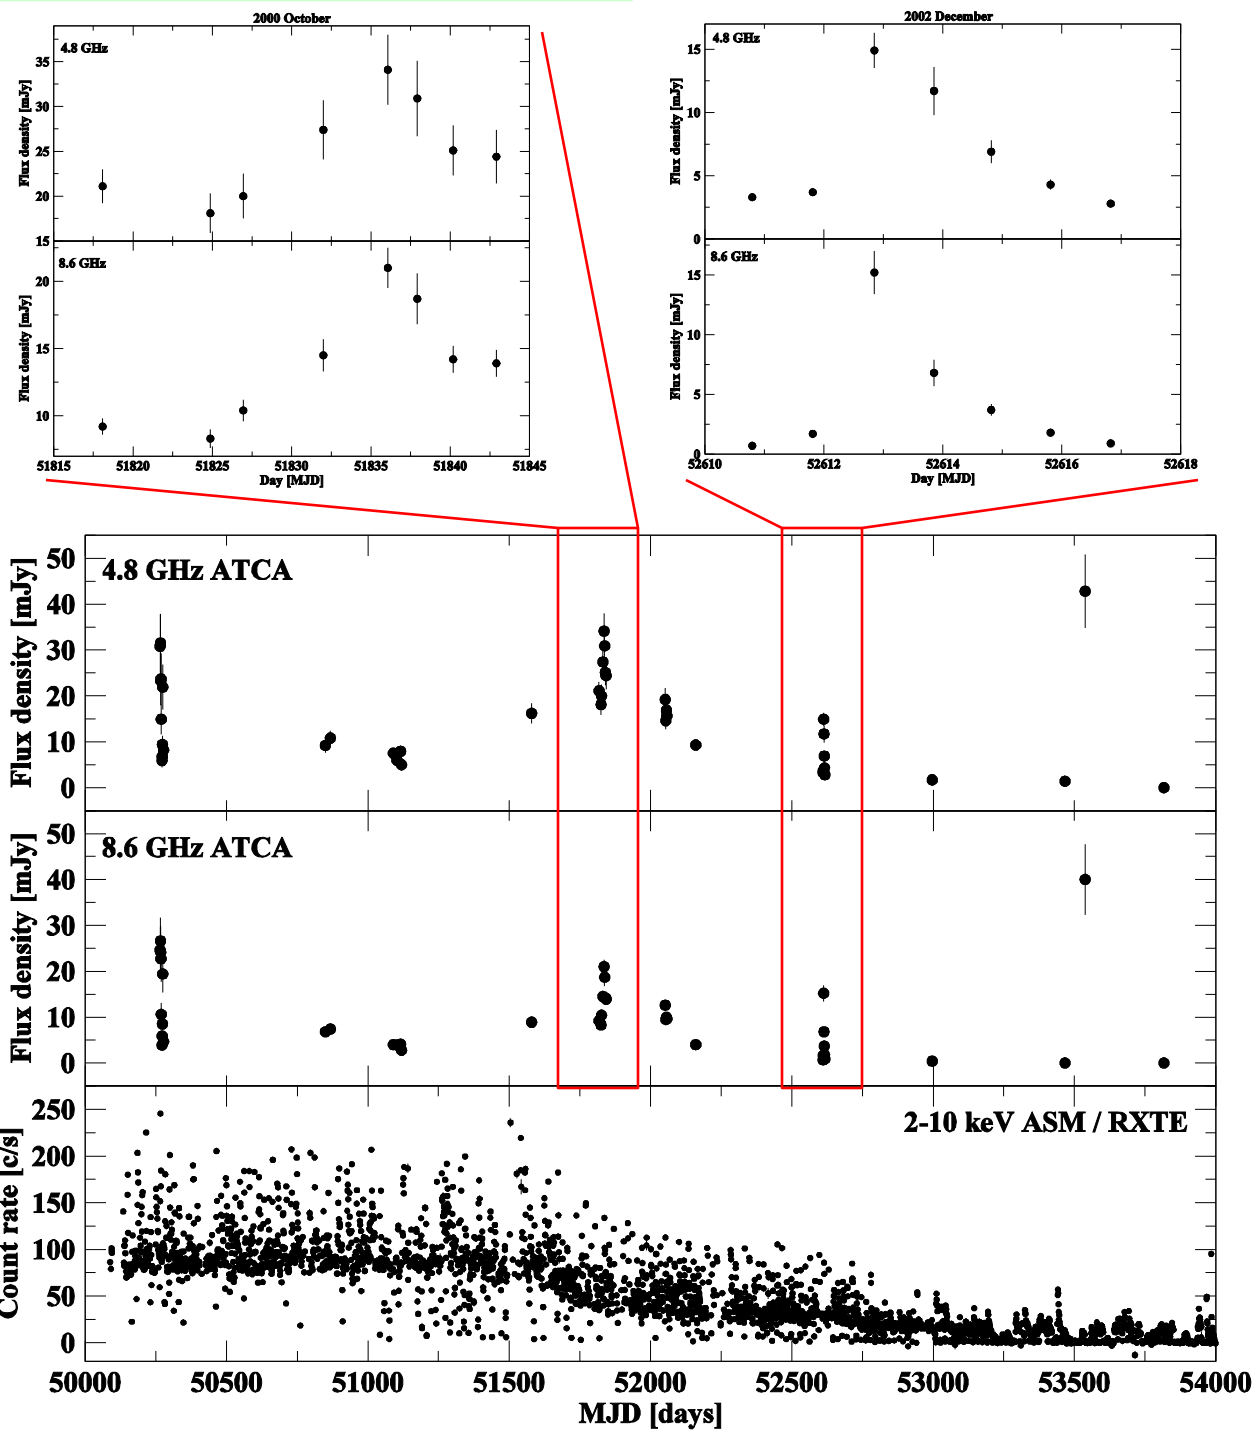 2000 October
4.8 GHz
Flux density [mJy]
35
30
25
20
15
8.6 GHz
Flux density [mJy]
20
15
10
51815 51820 51825 51830 51835 51840 51845
Day [MJD]
2002 December
4.8 GHz
Flux density [mJy]
15
10
5
0
8.6 GHz
Flux density [mJy]
15
10
5
0
52610 52612 52614 52616 52618
Day [MJD]
4.8 GHz ATCA
Flux density [mJy]
50
40
30
20
10
0
8.6 GHz ATCA
Flux density [mJy]
50
40
30
20
10
0
2-10 keV ASM / RXTE
Count rate [c/s]
250
200
150
100
50
0
50000 50500 51000 51500 52000 52500 53000 53500 54000
MJD [days]